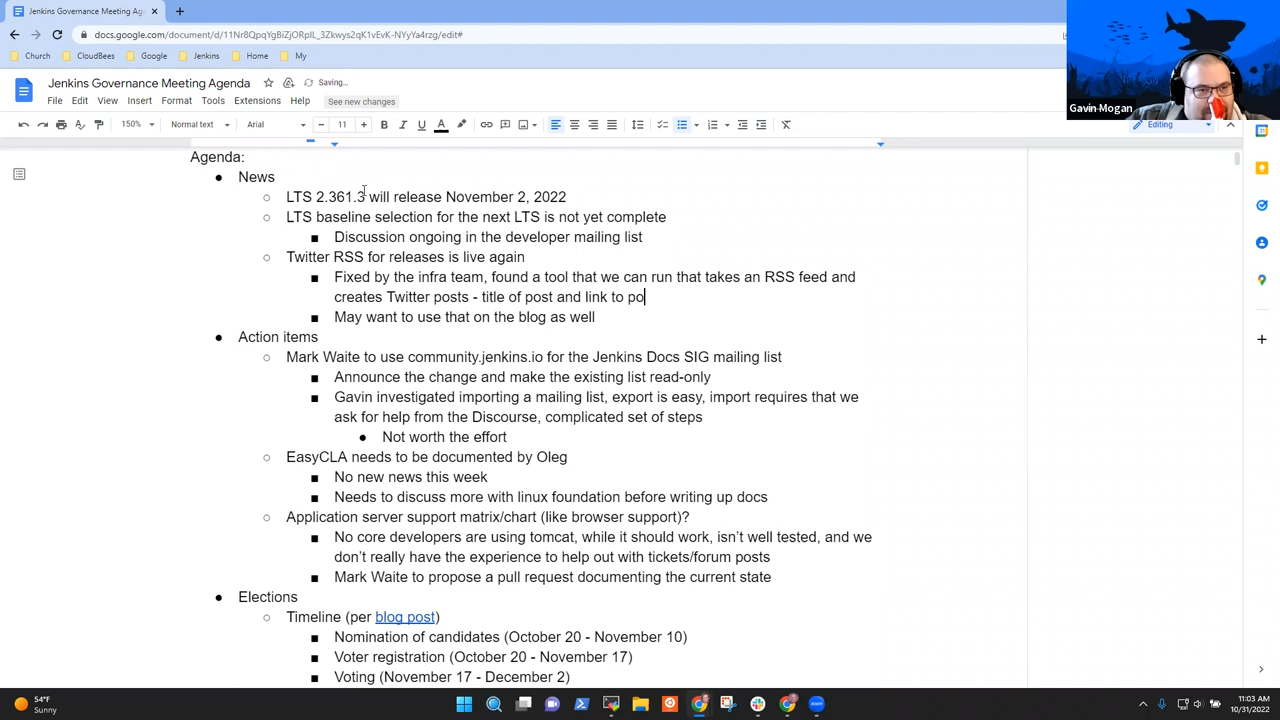 Jenkins Governance Meeting Age
docs.google.com/document/d/11Nr8QpqYgBiZjORpIL_3Zkwys2qK1vEvK-NYyYa4rzg/edit#
Church CloudBees Google Jenkins Home My
Jenkins Governance Meeting Agenda Saving...
File Edit View Insert Format Tools Extensions Help See new changes
150% Normal text Arial 11 Editing
Gavin Mogan
Agenda:
News
LTS 2.361.3 will release November 2, 2022
LTS baseline selection for the next LTS is not yet complete
Discussion ongoing in the developer mailing list
Twitter RSS for releases is live again
Fixed by the infra team, found a tool that we can run that takes an RSS feed and
creates Twitter posts - title of post and link to po
May want to use that on the blog as well
Action items
Mark Waite to use community.jenkins.io for the Jenkins Docs SIG mailing list
Announce the change and make the existing list read-only
Gavin investigated importing a mailing list, export is easy, import requires that we
ask for help from the Discourse, complicated set of steps
Not worth the effort
EasyCLA needs to be documented by Oleg
No new news this week
Needs to discuss more with linux foundation before writing up docs
Application server support matrix/chart (like browser support)?
No core developers are using tomcat, while it should work, isn't well tested, and we
don't really have the experience to help out with tickets/forum posts
Mark Waite to propose a pull request documenting the current state
Elections
Timeline (per blog post)
Nomination of candidates (October 20 - November 10)
Voter registration (October 20 - November 17)
Voting (November 17 - December 2)
54°F
Sunny
11:03 AM
10/31/2022